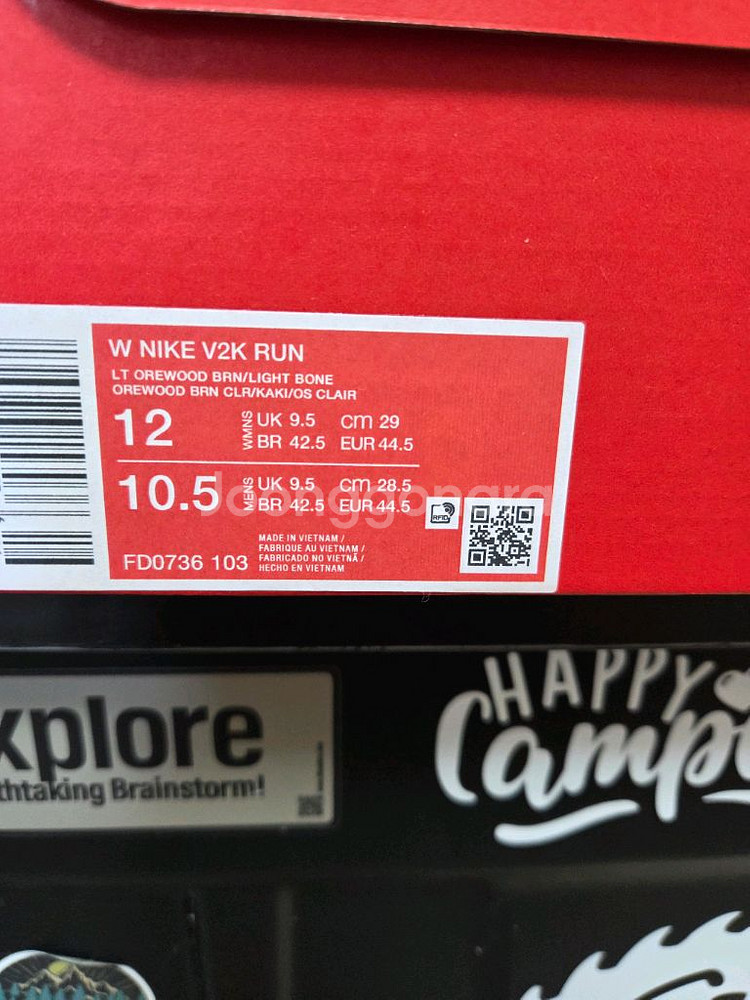 W NIKE V2K RUN
LT OREWOOD BRN/LIGHT BONE
OREWOOD BRN CLR/KAKI/OS CLAIR
12 WMNS UK 9.5 CM 29
BR 42.5 EUR 44.5
10.5 MENS UK 9.5 CM 28.5
BR 42.5 EUR 44.5
joonggonara
RFID
MADE IN VIETNAM /
FABRIQUE AU VIETNAM /
FABRICADO NO VIETNÃ /
HECHO EN VIETNAM
FD0736 103
xplore
thtaking Brainstorm!
HAPPY
Camp